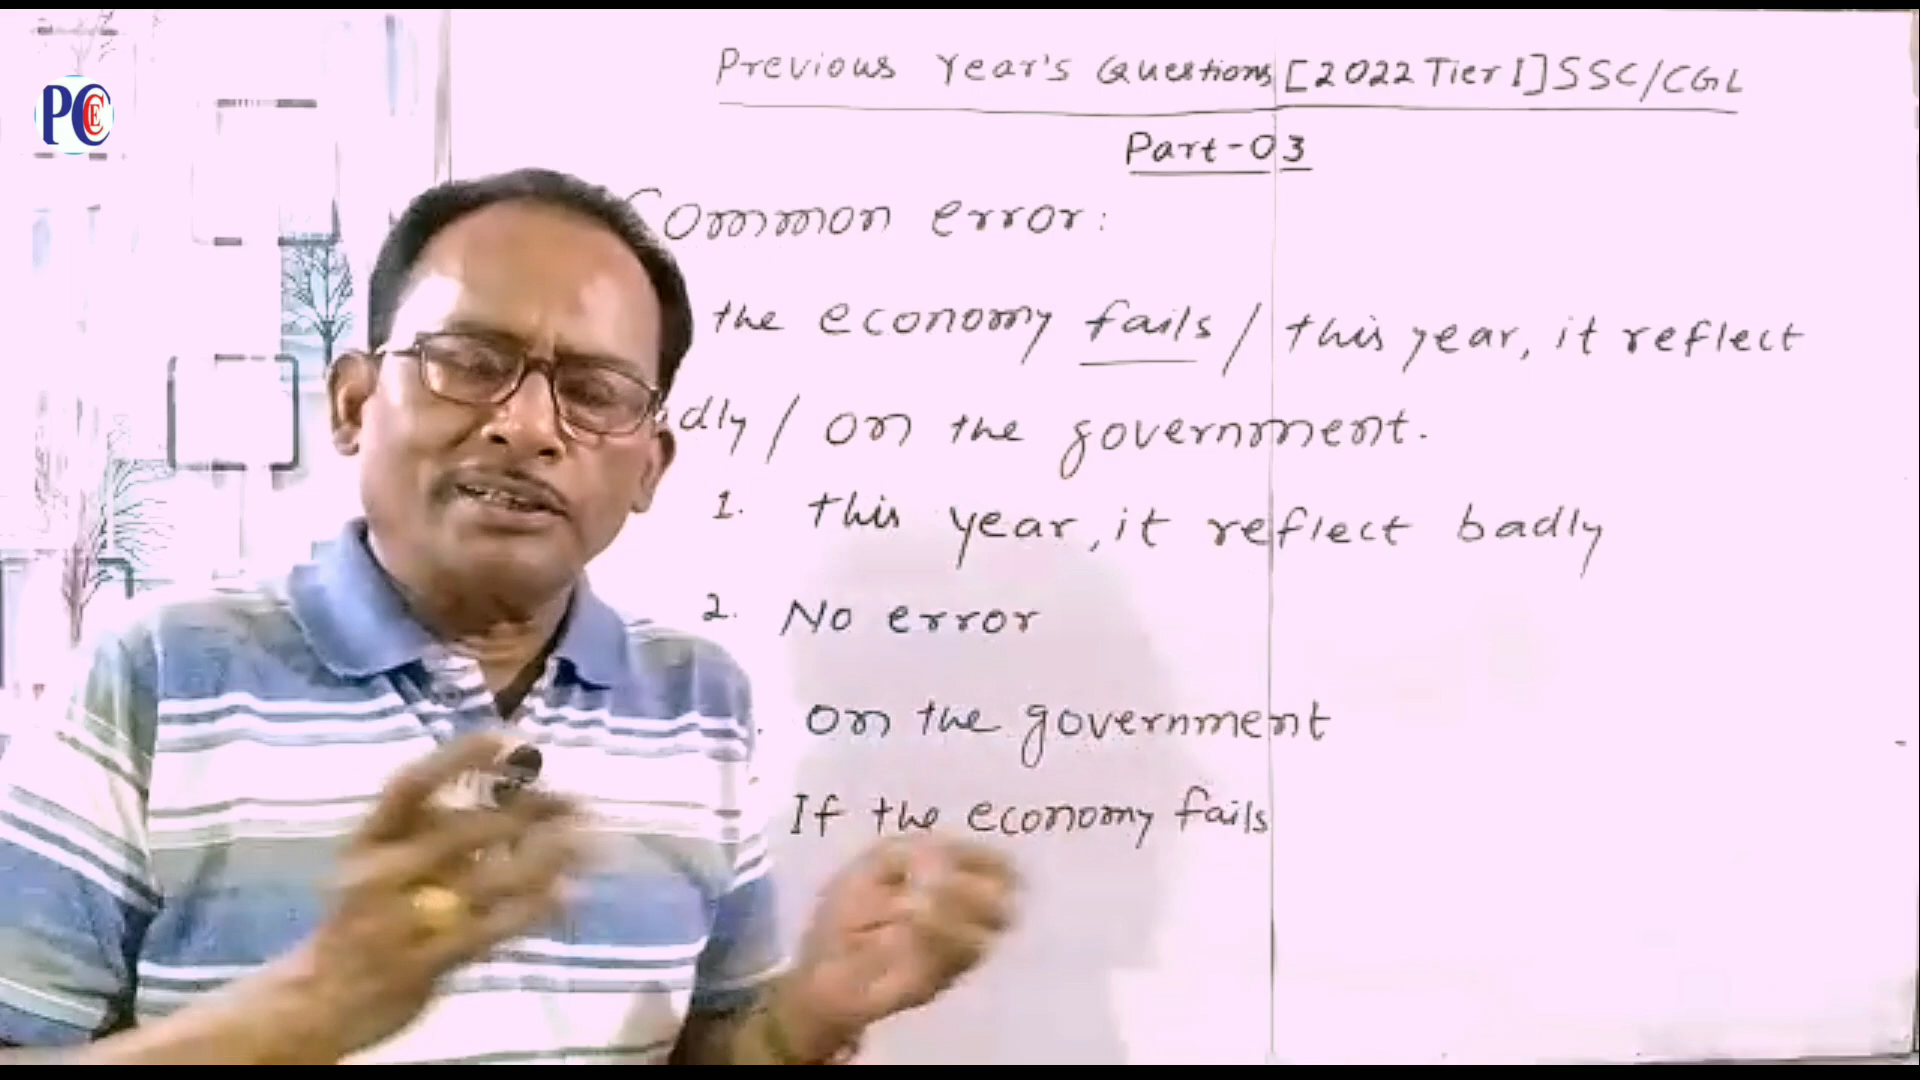 PCCE
Previous Year's Questions [2022 Tier I] SSC/CGL
Part-03
Common error:
the economy fails / this year, it reflect
dly / on the government.
1. this year, it reflect badly
2. No error
on the government
If the economy fails